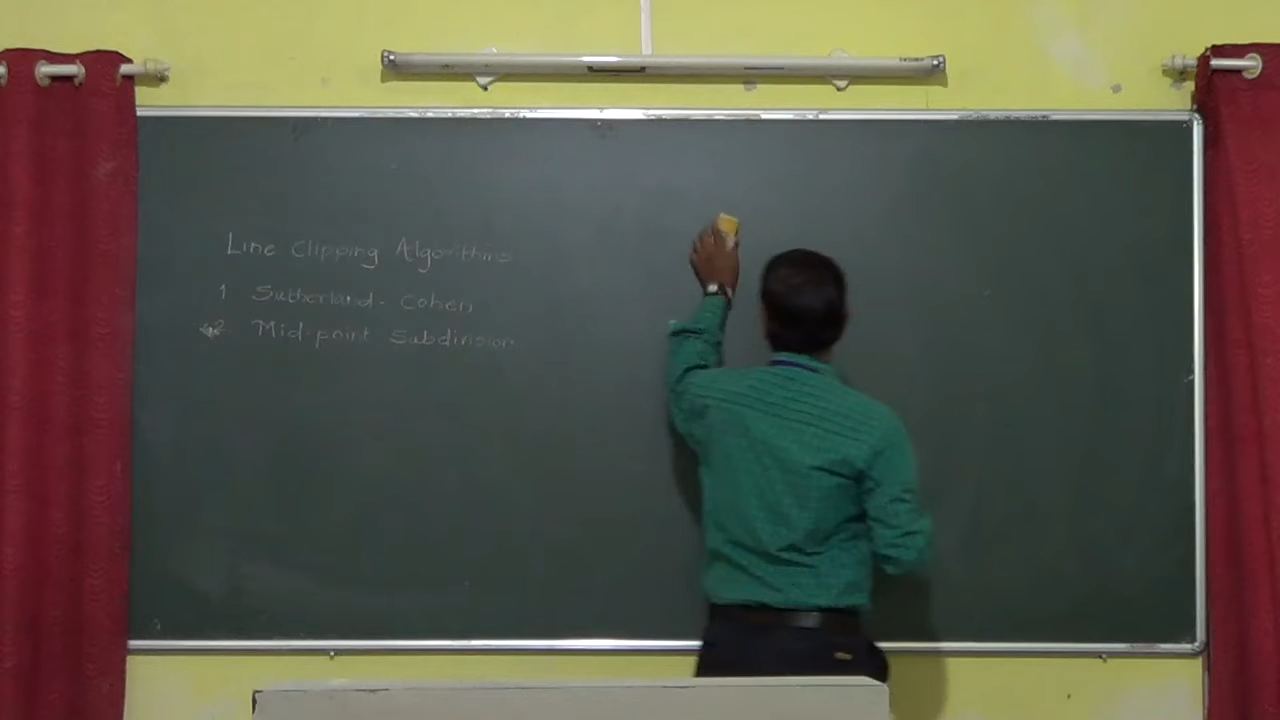 Line Clipping Algorithms
1 Sutherland - Cohen
2 Mid-point Subdivision